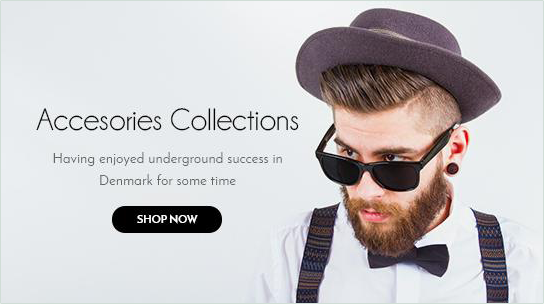 Accesories Collections
Having enjoyed underground success in
Denmark for some time
SHOP NOW